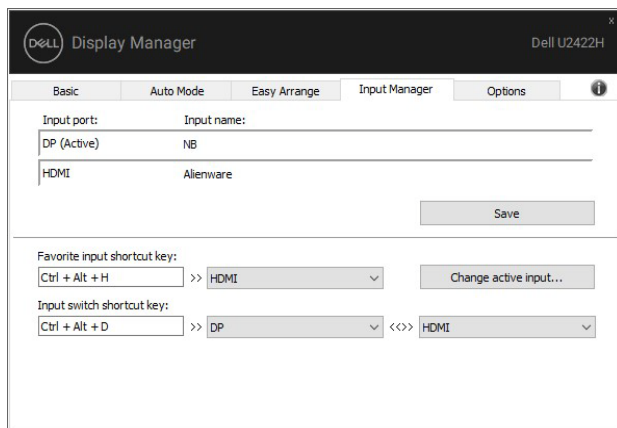 x
DELL Display Manager Dell U2422H
Basic Auto Mode Easy Arrange Input Manager Options i
Input port: Input name:
DP (Active) NB
HDMI Alienware
Save
Favorite input shortcut key:
Ctrl + Alt + H >> HDMI Change active input...
Input switch shortcut key:
Ctrl + Alt + D >> DP <<>> HDMI